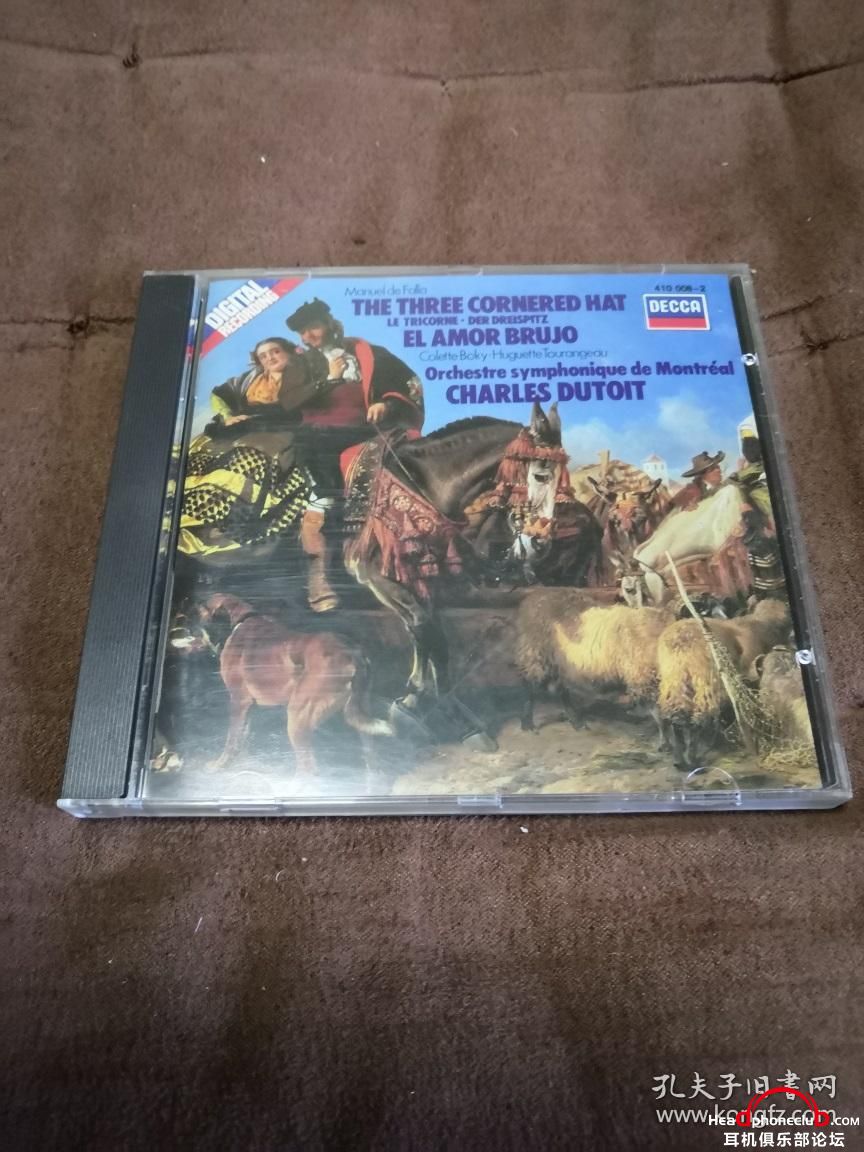 DIGITAL
RECORDING
Manuel de Falla
THE THREE CORNERED HAT
LE TRICORNE · DER DREISPITZ
EL AMOR BRUJO
Colette Boky · Huguette Tourangeau
Orchestre symphonique de Montréal
CHARLES DUTOIT
410 008-2
DECCA
孔夫子旧书网
www.kongfz.com
Headphoneclub.com
耳机俱乐部论坛